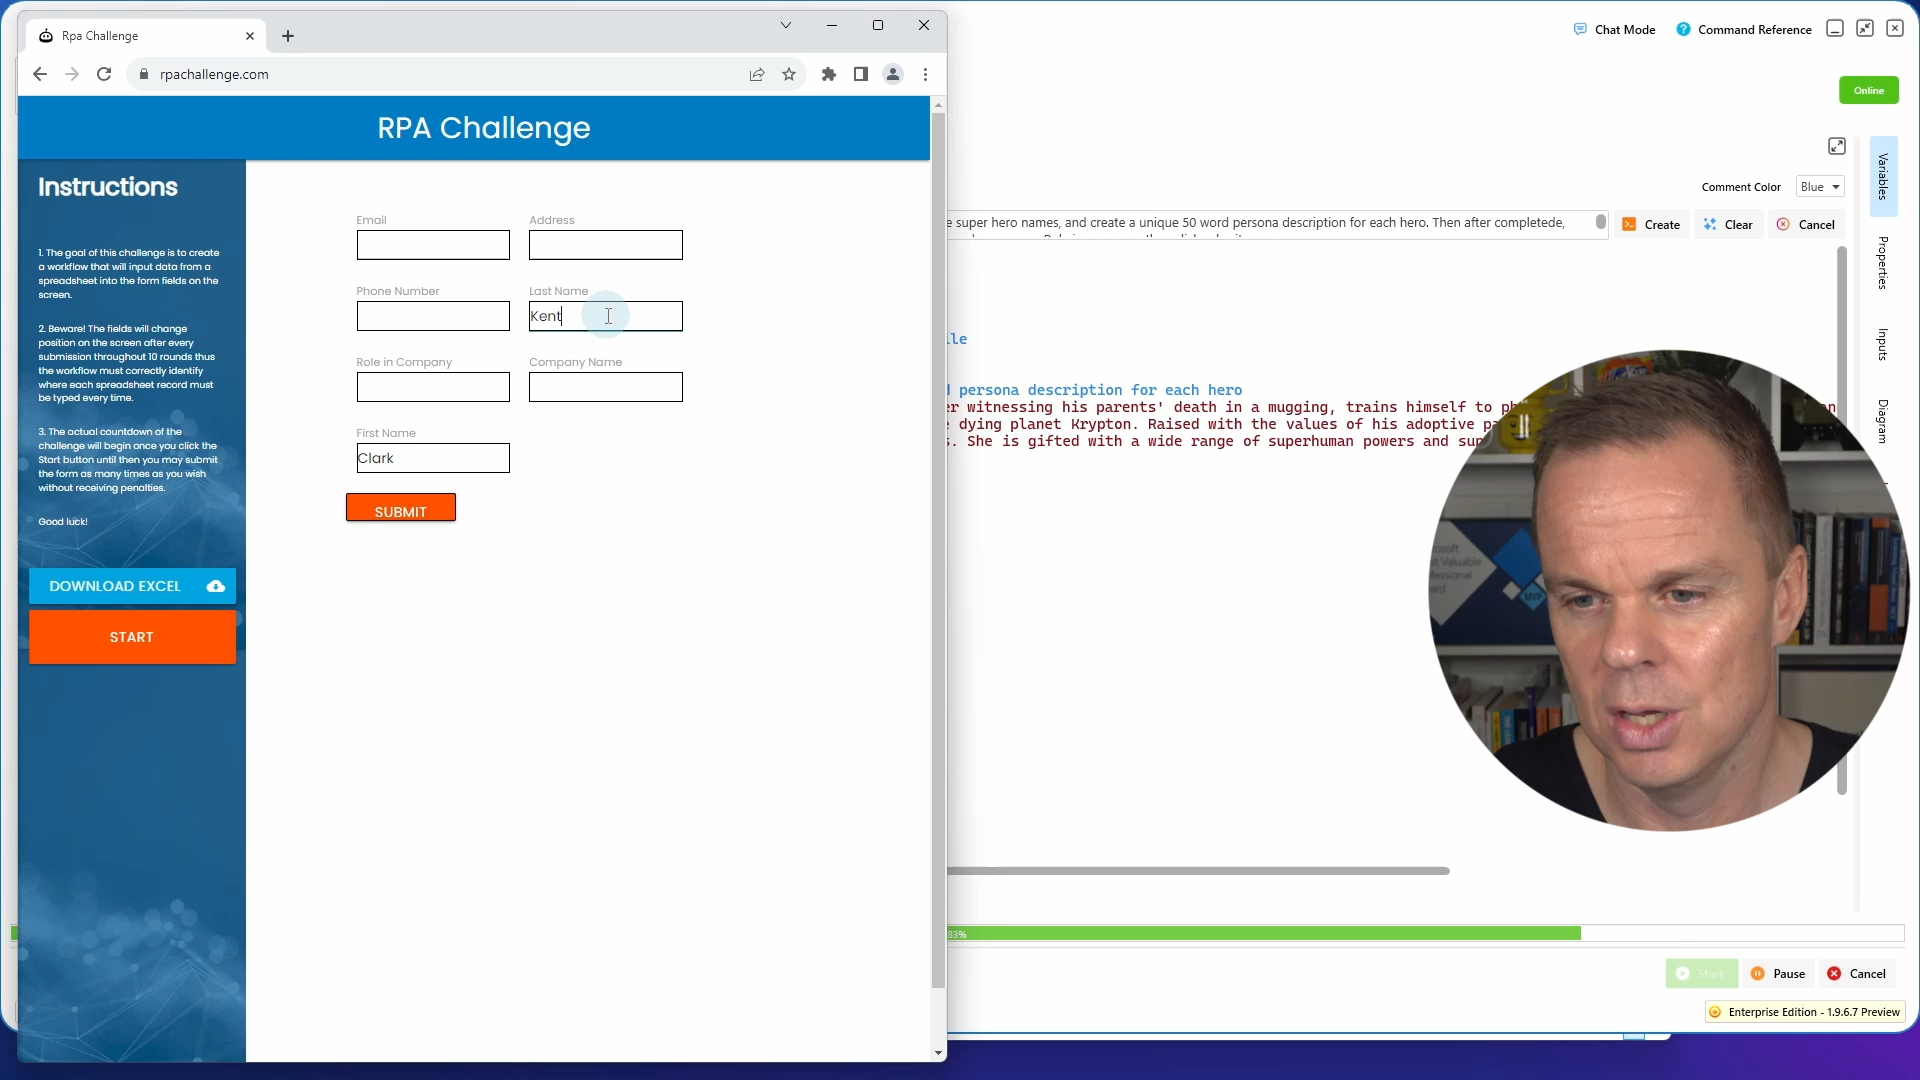 Rpa Challenge
rpachallenge.com
RPA Challenge
Instructions
1. The goal of this challenge is to create
a workflow that will input data from a
spreadsheet into the form fields on the
screen.
2. Beware! The fields will change
position on the screen after every
submission throughout 10 rounds thus
the workflow must correctly identify
where each spreadsheet record must
be typed every time.
3. The actual countdown of the
challenge will begin once you click the
Start button until then you may submit
the form as many times as you wish
without receiving penalties.
Good luck!
DOWNLOAD EXCEL
START
Email
Address
Phone Number
Last Name
Kent
Role in Company
Company Name
First Name
Clark
SUBMIT
Chat Mode
Command Reference
Online
Comment Color
Blue
e super hero names, and create a unique 50 word persona description for each hero. Then after completede,
Create
Clear
Cancel
Variables
Properties
Inputs
Diagram
le
d persona description for each hero
er witnessing his parents' death in a mugging, trains himself to ph
e dying planet Krypton. Raised with the values of his adoptive pa
s. She is gifted with a wide range of superhuman powers and sup
83%
Start
Pause
Cancel
Enterprise Edition - 1.9.6.7 Preview
MVP